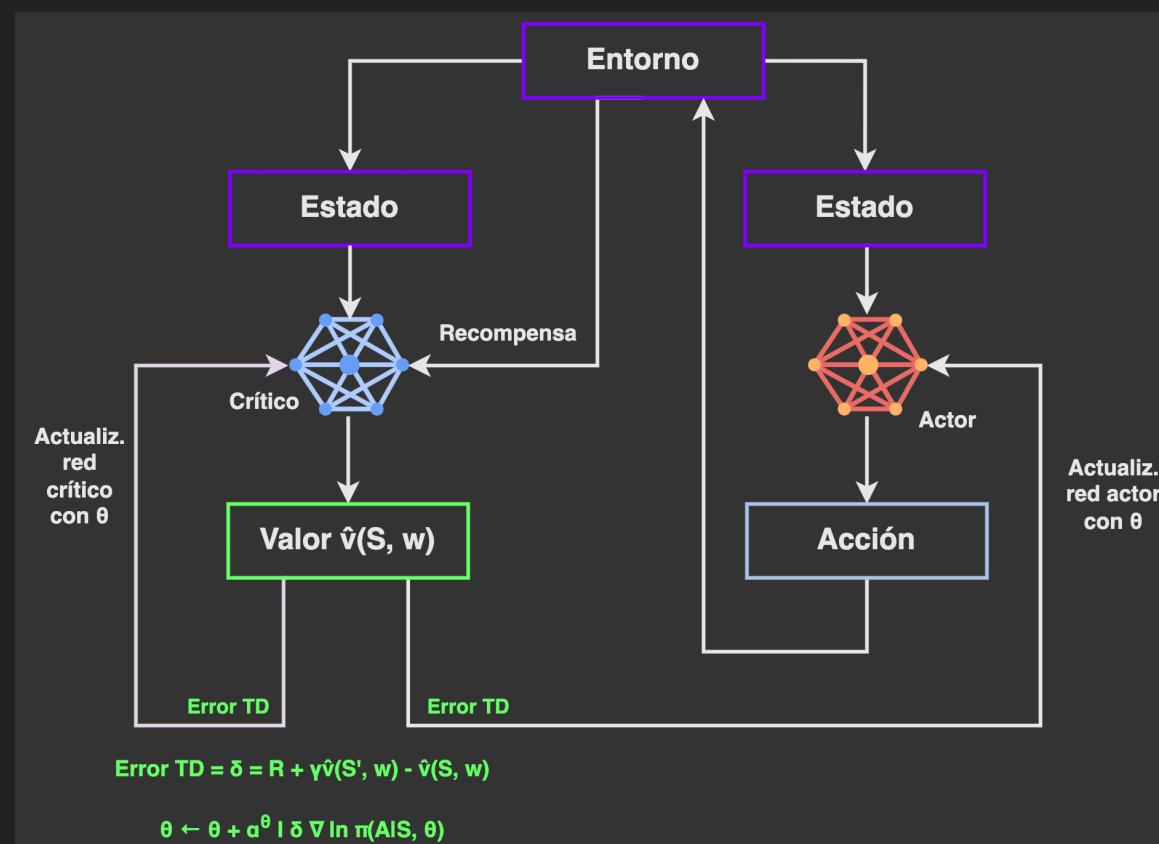 Entorno
Estado
Estado
Recompensa
Crítico
Actor
Actualiz.
red
crítico
con θ
Actualiz.
red actor
con θ
Valor v̂(S, w)
Acción
Error TD
Error TD
Error TD = δ = R + γv̂(S', w) - v̂(S, w)
θ ← θ + α^θ I δ ∇ ln π(A|S, θ)